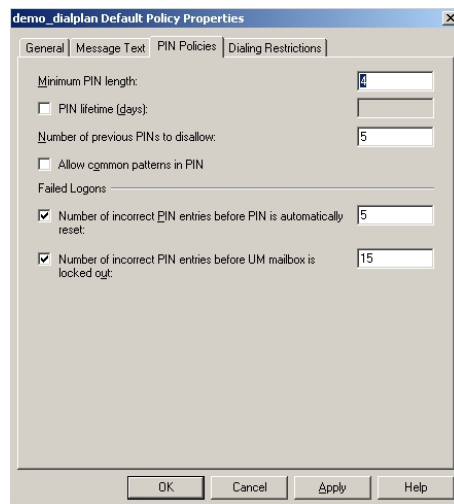 demo_dialplan Default Policy Properties
General Message Text PIN Policies Dialing Restrictions
Minimum PIN length: 4
PIN lifetime (days):
Number of previous PINs to disallow: 5
Allow common patterns in PIN
Failed Logons
Number of incorrect PIN entries before PIN is automatically 5
reset:
Number of incorrect PIN entries before UM mailbox is 15
locked out:
OK Cancel Apply Help